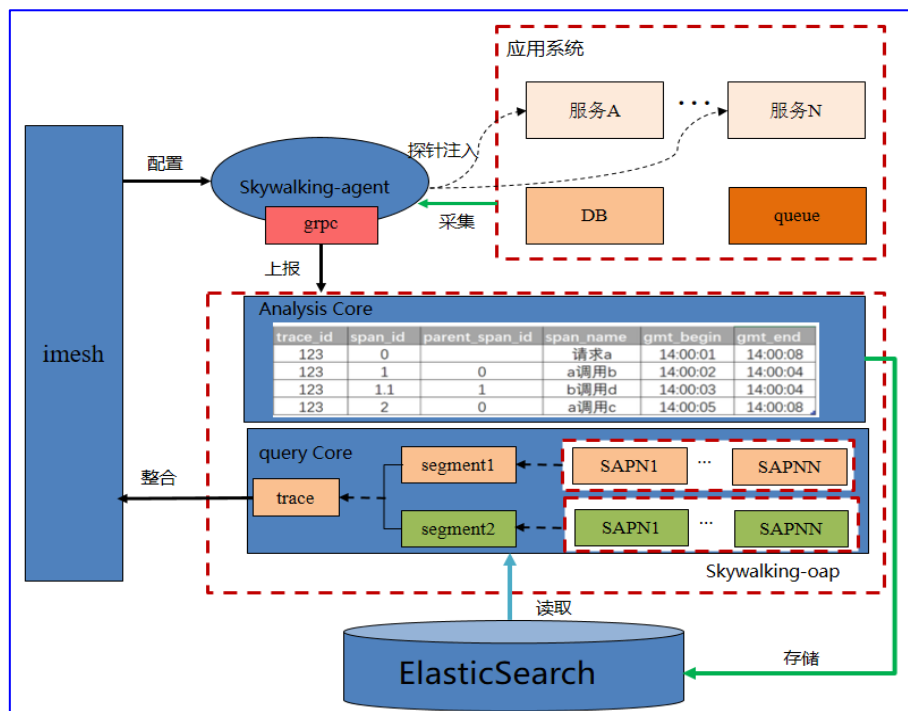 应用系统
服务A
...
服务N
探针注入
配置
Skywalking-agent
grpc
采集
DB
queue
上报
imesh
Analysis Core
trace_id span_id parent_span_id span_name gmt_begin gmt_end
123 0 请求a 14:00:01 14:00:08
123 1 0 a调用b 14:00:02 14:00:04
123 1.1 1 b调用d 14:00:03 14:00:04
123 2 0 a调用c 14:00:05 14:00:08
query Core
segment1
SAPN1
...
SAPNN
整合
trace
segment2
SAPN1
...
SAPNN
Skywalking-oap
读取
存储
ElasticSearch